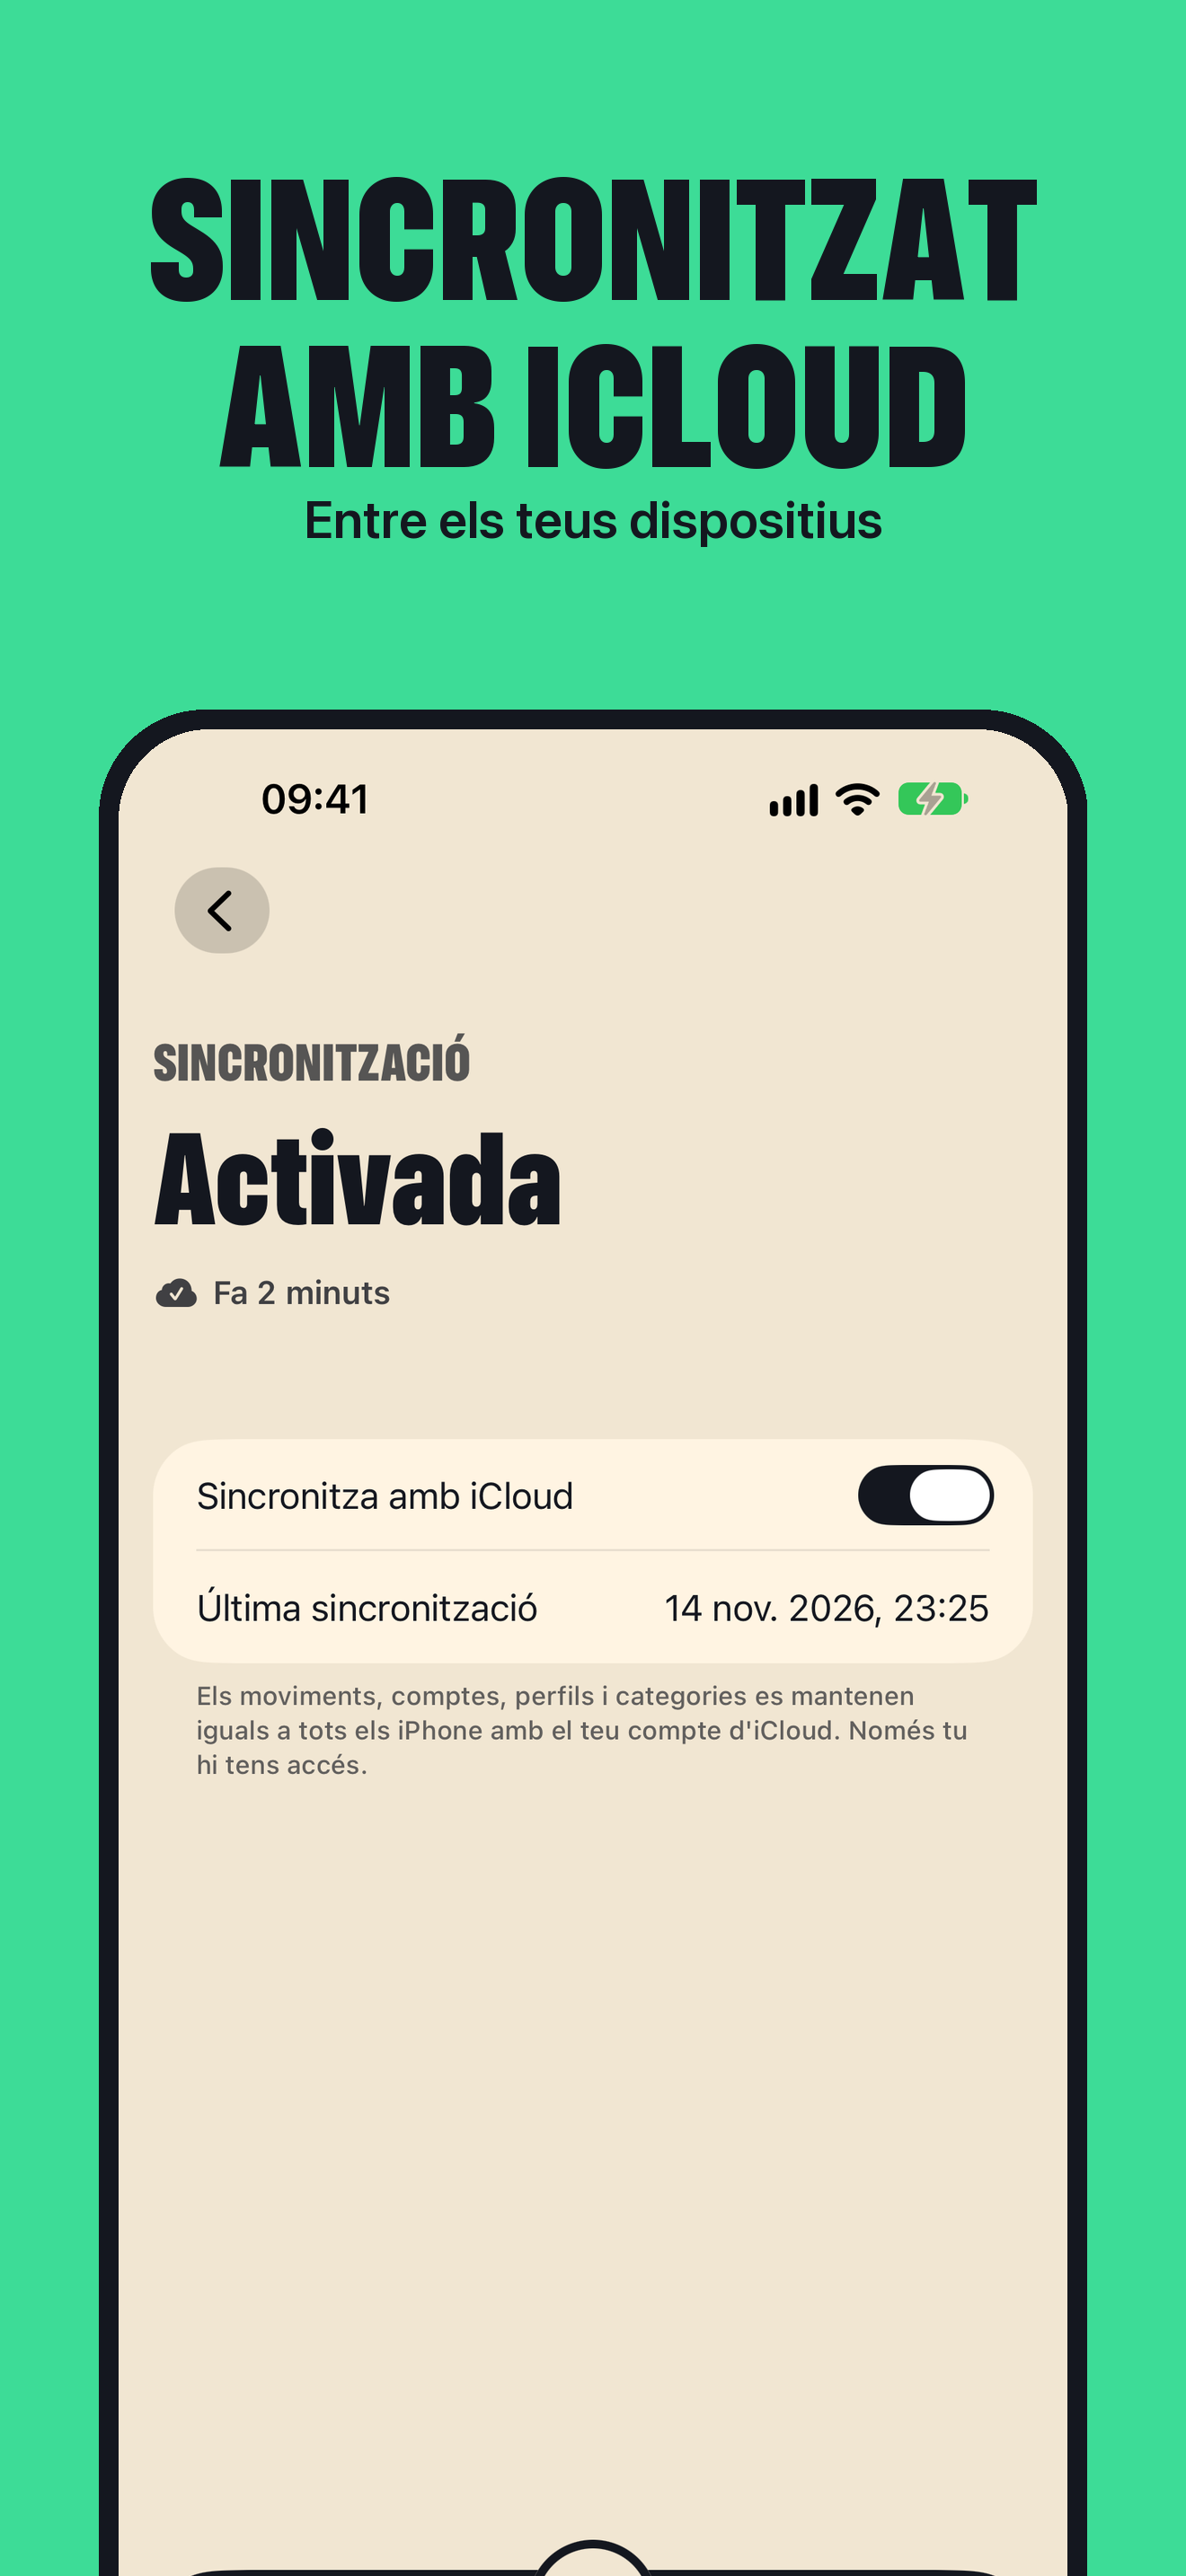 SINCRONITZAT
AMB ICLOUD
Entre els teus dispositius
09:41
SINCRONITZACIÓ
Activada
Fa 2 minuts
Sincronitza amb iCloud
Última sincronització 14 nov. 2026, 23:25
Els moviments, comptes, perfils i categories es mantenen
iguals a tots els iPhone amb el teu compte d'iCloud. Només tu
hi tens accés.